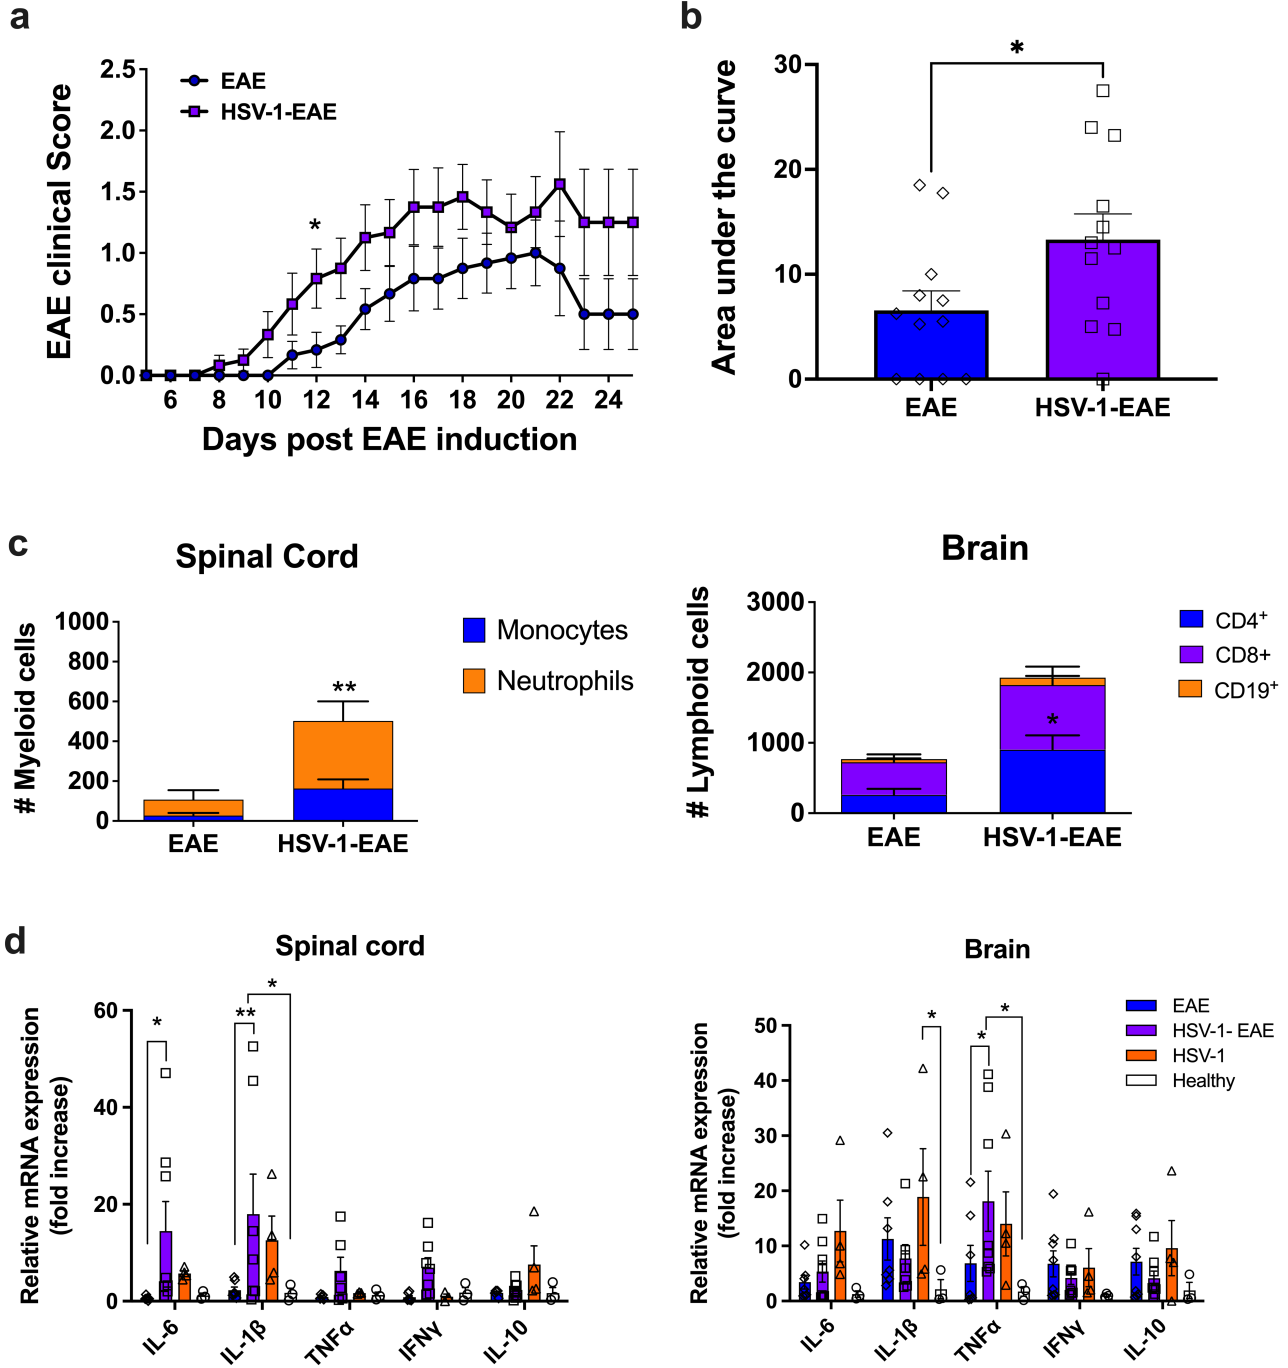 a
2.5
2.0
1.5
1.0
0.5
0.0
EAE clinical Score
EAE
HSV-1-EAE
*
6 8 10 12 14 16 18 20 22 24
Days post EAE induction
b
30
20
10
0
Area under the curve
*
EAE HSV-1-EAE
c
Spinal Cord
1000
800
600
400
200
0
# Myeloid cells
**
EAE HSV-1-EAE
Monocytes
Neutrophils
Brain
3000
2000
1000
0
# Lymphoid cells
*
EAE HSV-1-EAE
CD4+
CD8+
CD19+
d
Spinal cord
60
40
20
0
Relative mRNA expression
(fold increase)
*
**
*
IL-6 IL-1β TNFα IFNγ IL-10
Brain
50
40
30
20
10
0
Relative mRNA expression
(fold increase)
*
*
*
IL-6 IL-1β TNFα IFNγ IL-10
EAE
HSV-1- EAE
HSV-1
Healthy